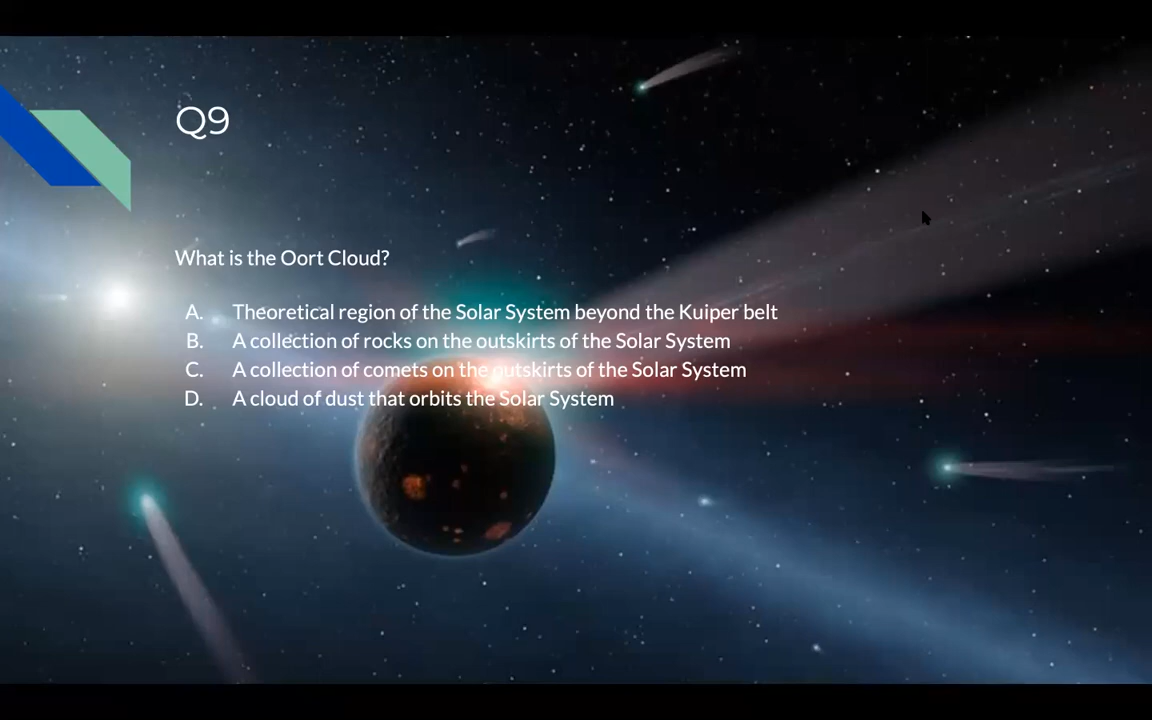 Q9
What is the Oort Cloud?
A. Theoretical region of the Solar System beyond the Kuiper belt
B. A collection of rocks on the outskirts of the Solar System
C. A collection of comets on the outskirts of the Solar System
D. A cloud of dust that orbits the Solar System